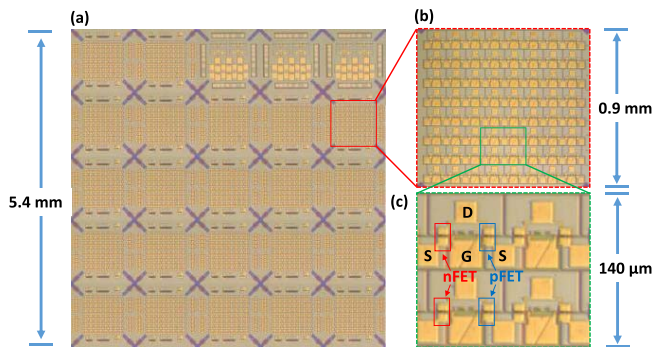 (a)
(b)
5.4 mm
0.9 mm
(c)
D
S G S
nFET pFET
140 μm